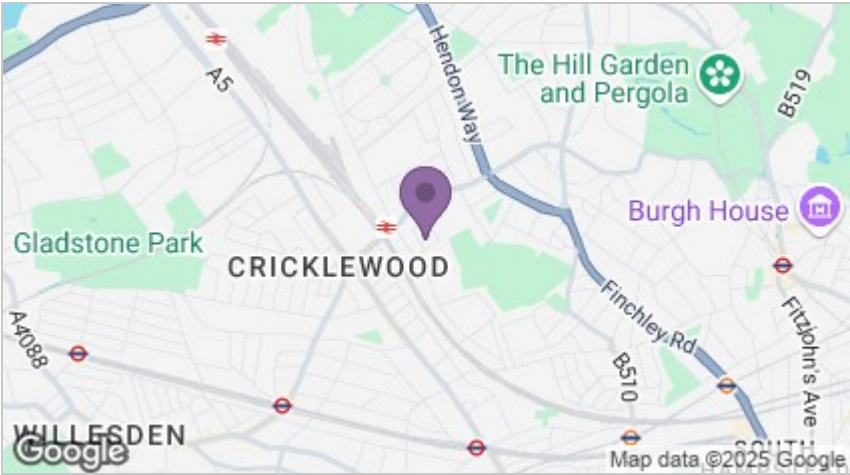 A5
Hendon Way
The Hill Garden
and Pergola
B519
Burgh House
Gladstone Park
CRICKLEWOOD
A4088
Finchley Rd
Fitzjohn's Ave
B510
WILLESDEN
SOUTH
Google
Map data ©2025 Google